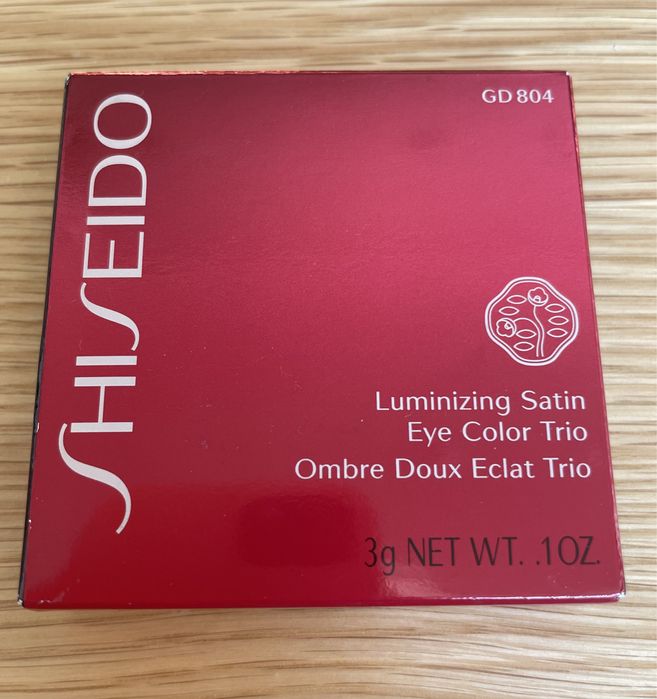 SHISEIDO
GD 804
Luminizing Satin
Eye Color Trio
Ombre Doux Eclat Trio
3g NET WT. .1OZ.